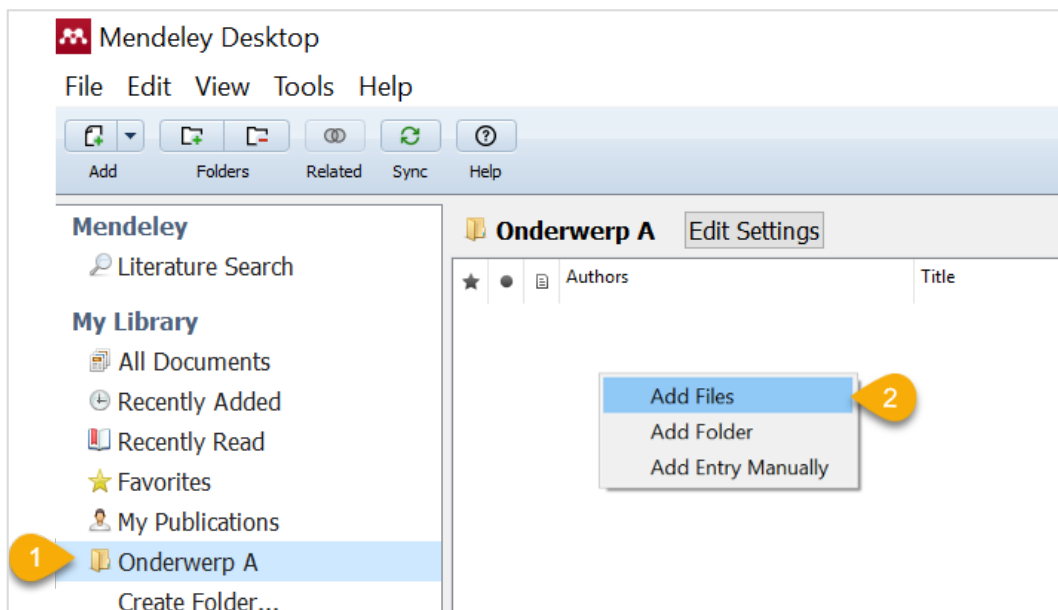 Mendeley Desktop
File Edit View Tools Help
Add Folders Related Sync Help
Mendeley
Literature Search
My Library
All Documents
Recently Added
Recently Read
Favorites
My Publications
1 Onderwerp A
Create Folder...
Onderwerp A Edit Settings
Authors Title
Add Files 2
Add Folder
Add Entry Manually